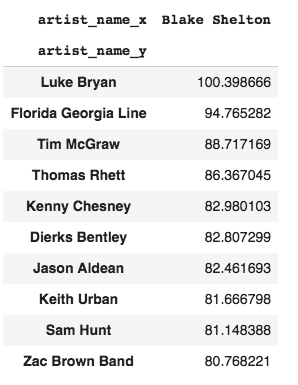 artist_name_x Blake Shelton
artist_name_y
Luke Bryan 100.398666
Florida Georgia Line 94.765282
Tim McGraw 88.717169
Thomas Rhett 86.367045
Kenny Chesney 82.980103
Dierks Bentley 82.807299
Jason Aldean 82.461693
Keith Urban 81.666798
Sam Hunt 81.148388
Zac Brown Band 80.768221